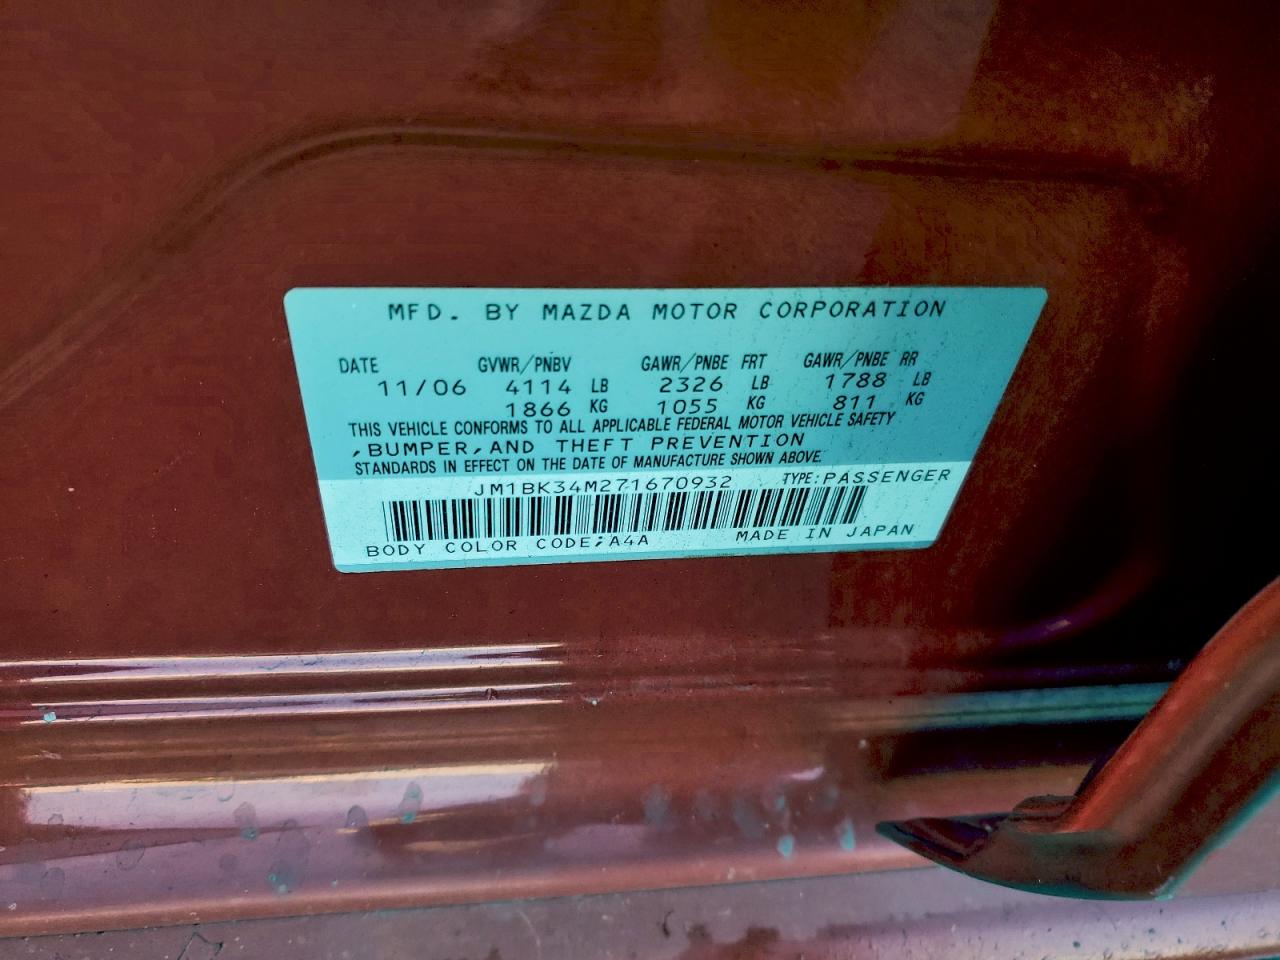 MFD. BY MAZDA MOTOR CORPORATION
DATE GVWR/PNBV GAWR/PNBE FRT GAWR/PNBE RR
11/06 4114 LB 2326 LB 1788 LB
1866 KG 1055 KG 811 KG
THIS VEHICLE CONFORMS TO ALL APPLICABLE FEDERAL MOTOR VEHICLE SAFETY
,BUMPER,AND THEFT PREVENTION
STANDARDS IN EFFECT ON THE DATE OF MANUFACTURE SHOWN ABOVE.
JM1BK34M271670932 TYPE:PASSENGER
BODY COLOR CODE;A4A MADE IN JAPAN